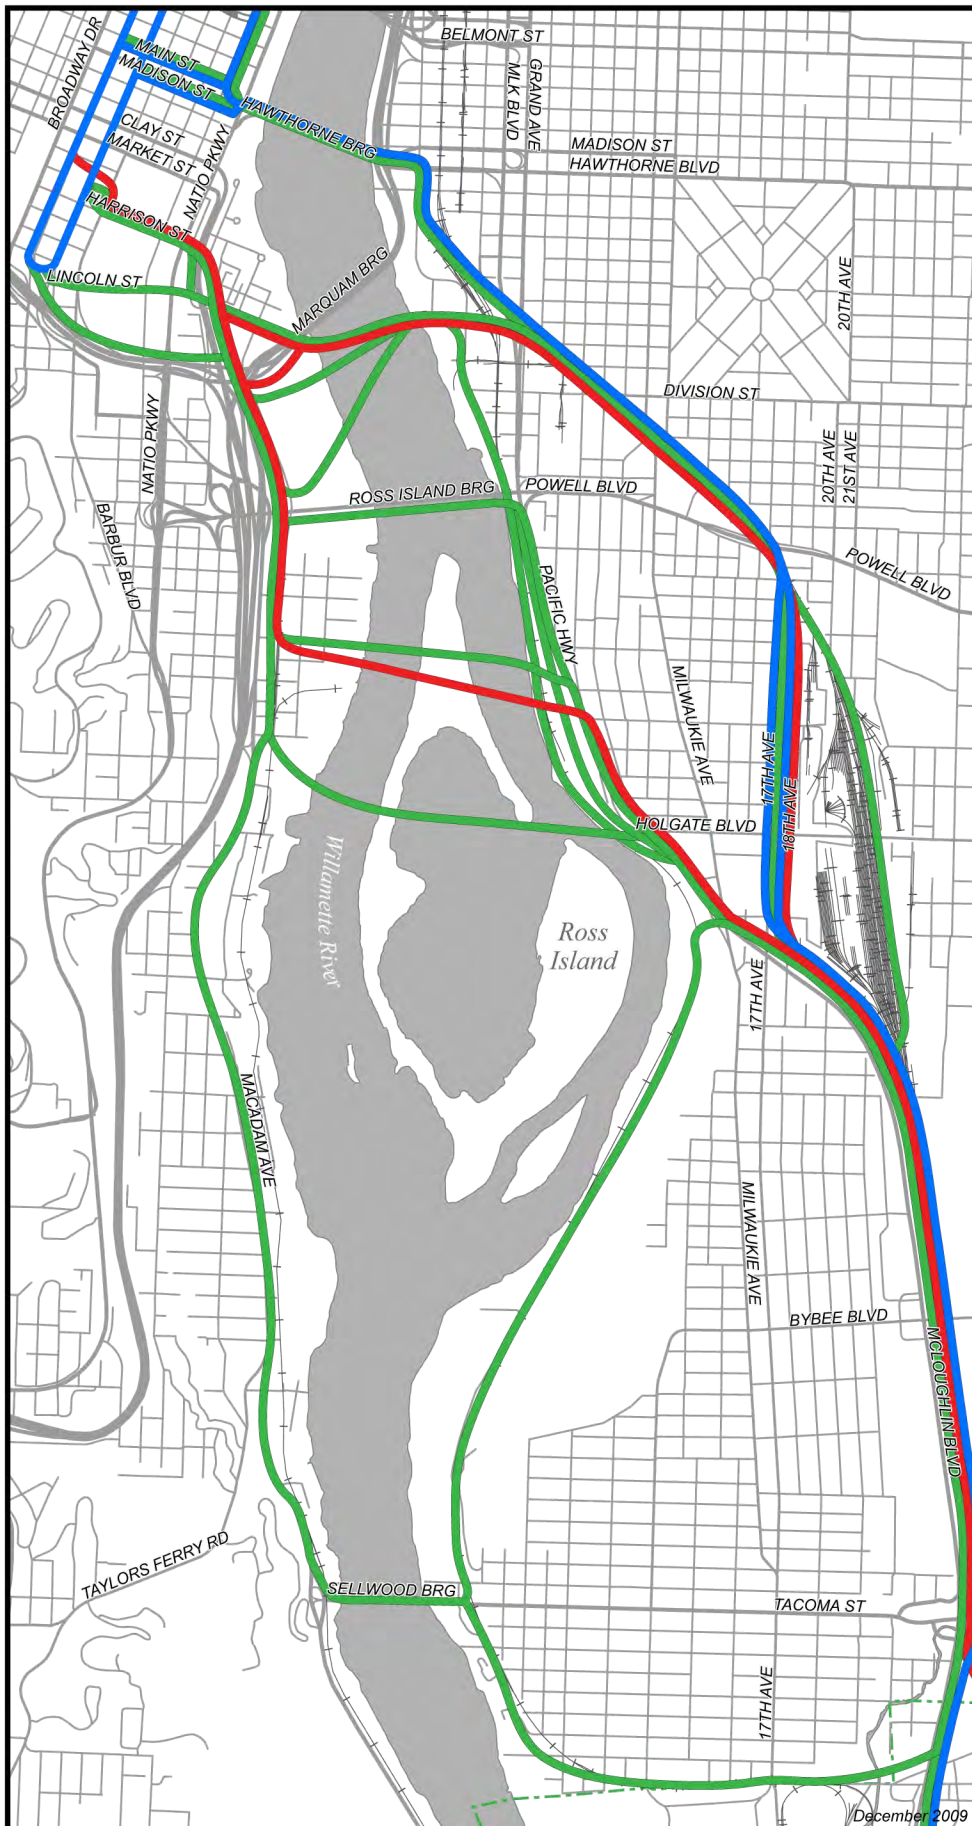 BELMONT ST
BROADWAY DR
MAIN ST
MADISON ST
MLK BLVD
GRAND AVE
HAWTHORNE BRG
CLAY ST
MARKET ST
NATIO PKWY
MADISON ST
HAWTHORNE BLVD
HARRISON ST
LINCOLN ST
MARQUAM BRG
20TH AVE
DIVISION ST
NATIO PKWY
20TH AVE
21ST AVE
ROSS ISLAND BRG
POWELL BLVD
BARBUR BLVD
POWELL BLVD
PACIFIC HWY
MILWAUKIE AVE
17TH AVE
18TH AVE
HOLGATE BLVD
Willamette River
Ross
Island
17TH AVE
MACADAM AVE
MILWAUKIE AVE
BYBEE BLVD
MCLOUGHLIN BLVD
TAYLORS FERRY RD
SELLWOOD BRG
TACOMA ST
17TH AVE
December 2009